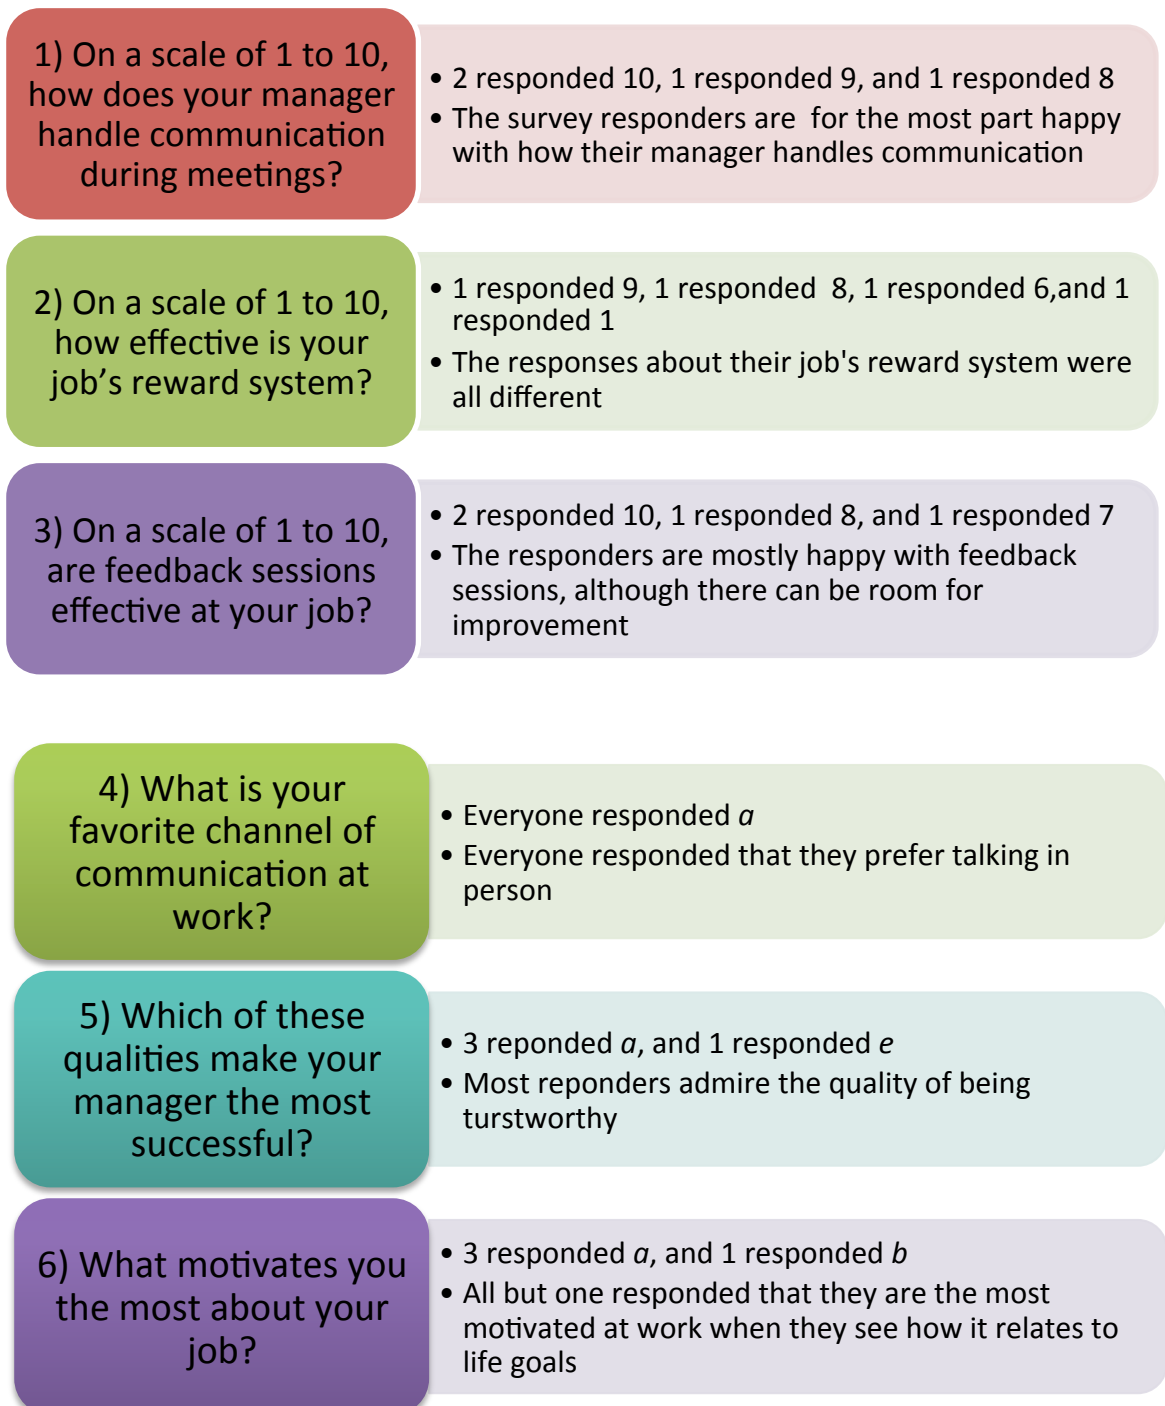 1) On a scale of 1 to 10,
how does your manager
handle communication
during meetings?
• 2 responded 10, 1 responded 9, and 1 responded 8
• The survey responders are  for the most part happy
with how their manager handles communication
2) On a scale of 1 to 10,
how effective is your
job’s reward system?
• 1 responded 9, 1 responded  8, 1 responded 6,and 1
responded 1
• The responses about their job's reward system were
all different
3) On a scale of 1 to 10,
are feedback sessions
effective at your job?
• 2 responded 10, 1 responded 8, and 1 responded 7
• The responders are mostly happy with feedback
sessions, although there can be room for
improvement
4) What is your
favorite channel of
communication at
work?
• Everyone responded a
• Everyone responded that they prefer talking in
person
5) Which of these
qualities make your
manager the most
successful?
• 3 reponded a, and 1 responded e
• Most reponders admire the quality of being
turstworthy
6) What motivates you
the most about your
job?
• 3 responded a, and 1 responded b
• All but one responded that they are the most
motivated at work when they see how it relates to
life goals